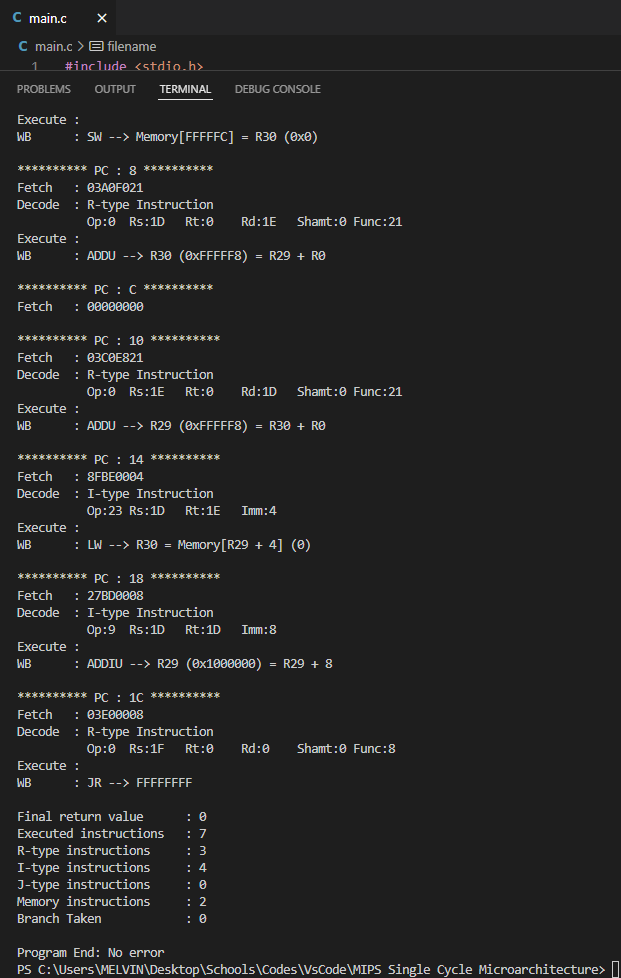 C main.c ×
C main.c > filename
1 #include <stdio.h>
PROBLEMS OUTPUT TERMINAL DEBUG CONSOLE
Execute :
WB : SW --> Memory[FFFFFC] = R30 (0x0)
********** PC : 8 **********
Fetch : 03A0F021
Decode : R-type Instruction
Op:0 Rs:1D Rt:0 Rd:1E Shamt:0 Func:21
Execute :
WB : ADDU --> R30 (0xFFFFF8) = R29 + R0
********** PC : C **********
Fetch : 00000000
********** PC : 10 **********
Fetch : 03C0E821
Decode : R-type Instruction
Op:0 Rs:1E Rt:0 Rd:1D Shamt:0 Func:21
Execute :
WB : ADDU --> R29 (0xFFFFF8) = R30 + R0
********** PC : 14 **********
Fetch : 8FBE0004
Decode : I-type Instruction
Op:23 Rs:1D Rt:1E Imm:4
Execute :
WB : LW --> R30 = Memory[R29 + 4] (0)
********** PC : 18 **********
Fetch : 27BD0008
Decode : I-type Instruction
Op:9 Rs:1D Rt:1D Imm:8
Execute :
WB : ADDIU --> R29 (0x1000000) = R29 + 8
********** PC : 1C **********
Fetch : 03E00008
Decode : R-type Instruction
Op:0 Rs:1F Rt:0 Rd:0 Shamt:0 Func:8
Execute :
WB : JR --> FFFFFFFF
Final return value : 0
Executed instructions : 7
R-type instructions : 3
I-type instructions : 4
J-type instructions : 0
Memory instructions : 2
Branch Taken : 0
Program End: No error
PS C:\Users\MELVIN\Desktop\Schools\Codes\VsCode\MIPS Single Cycle Microarchitecture>